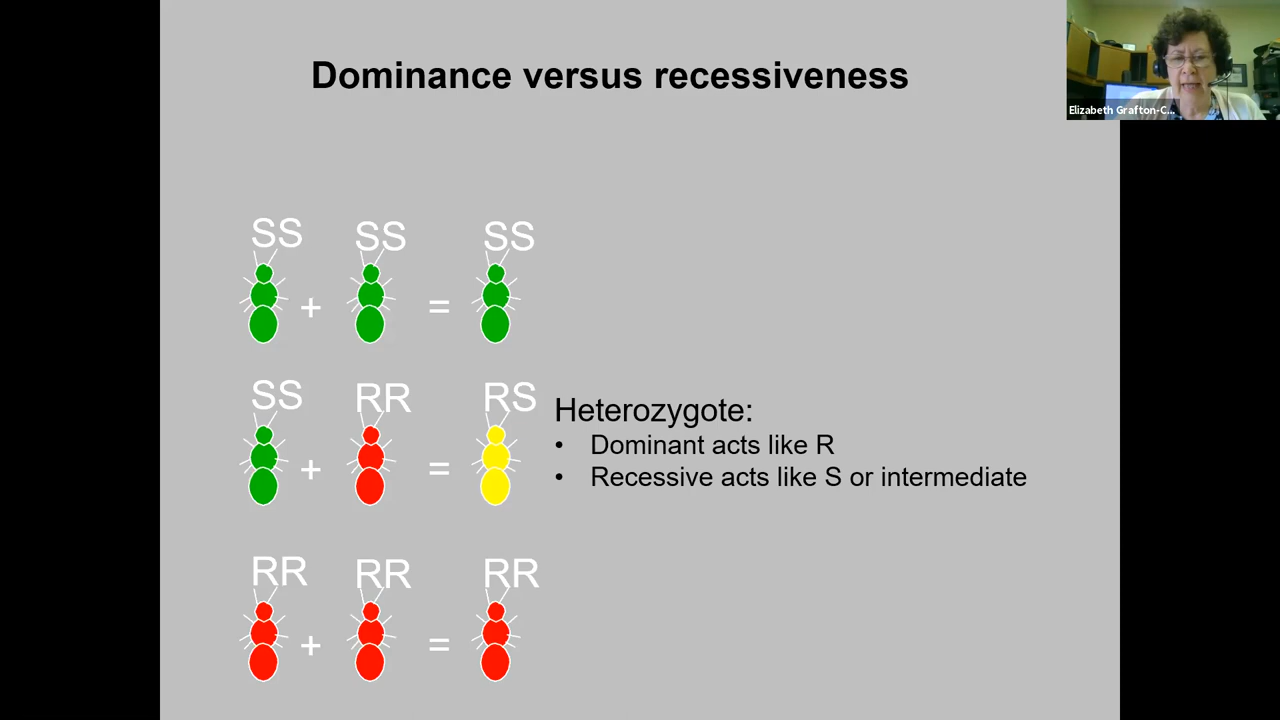 Dominance versus recessiveness
Elizabeth Grafton-C...
SS SS SS
+ =
SS RR RS
+ =
Heterozygote:
• Dominant acts like R
• Recessive acts like S or intermediate
RR RR RR
+ =